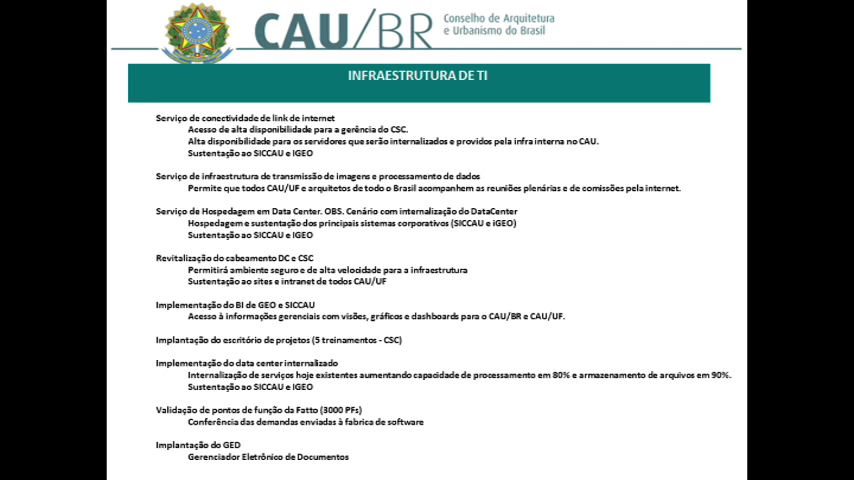 CAU/BR
Conselho de Arquitetura
e Urbanismo do Brasil
INFRAESTRUTURA DE TI
Serviço de conectividade de link de internet
Acesso de alta disponibilidade para a gerência do CSC.
Alta disponibilidade para os servidores que serão internalizados e providos pela infra interna no CAU.
Sustentação ao SICCAU e IGEO
Serviço de infraestrutura de transmissão de imagens e processamento de dados
Permite que todos CAU/UF e arquitetos de todo o Brasil acompanhem as reuniões plenárias e de comissões pela internet.
Serviço de Hospedagem em Data Center. OBS. Cenário com internalização do DataCenter
Hospedagem e sustentação dos principais sistemas corporativos (SICCAU e iGEO)
Sustentação ao SICCAU e IGEO
Revitalização do cabeamento DC e CSC
Permitirá ambiente seguro e de alta velocidade para a infraestrutura
Sustentação ao sites e intranet de todos CAU/UF
Implementação do BI de GEO e SICCAU
Acesso à informações gerenciais com visões, gráficos e dashboards para o CAU/BR e CAU/UF.
Implantação do escritório de projetos (5 treinamentos - CSC)
Implementação do data center internalizado
Internalização de serviços hoje existentes aumentando capacidade de processamento em 80% e armazenamento de arquivos em 90%.
Sustentação ao SICCAU e IGEO
Validação de pontos de função da Fatto (3000 PFs)
Conferência das demandas enviadas à fabrica de software
Implantação do GED
Gerenciador Eletrônico de Documentos